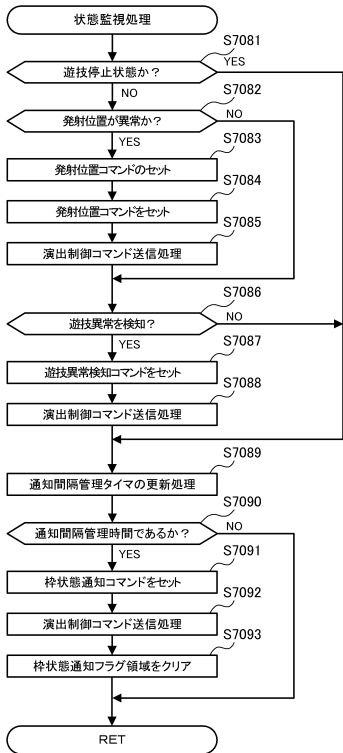 状態監視処理
S7081
遊技停止状態か？
YES
NO
S7082
発射位置が異常か？
NO
YES
S7083
発射位置コマンドのセット
S7084
発射位置コマンドをセット
S7085
演出制御コマンド送信処理
S7086
遊技異常を検知？
NO
YES
S7087
遊技異常検知コマンドをセット
S7088
演出制御コマンド送信処理
S7089
通知間隔管理タイマの更新処理
S7090
通知間隔管理時間であるか？
NO
YES
S7091
枠状態通知コマンドをセット
S7092
演出制御コマンド送信処理
S7093
枠状態通知フラグ領域をクリア
RET